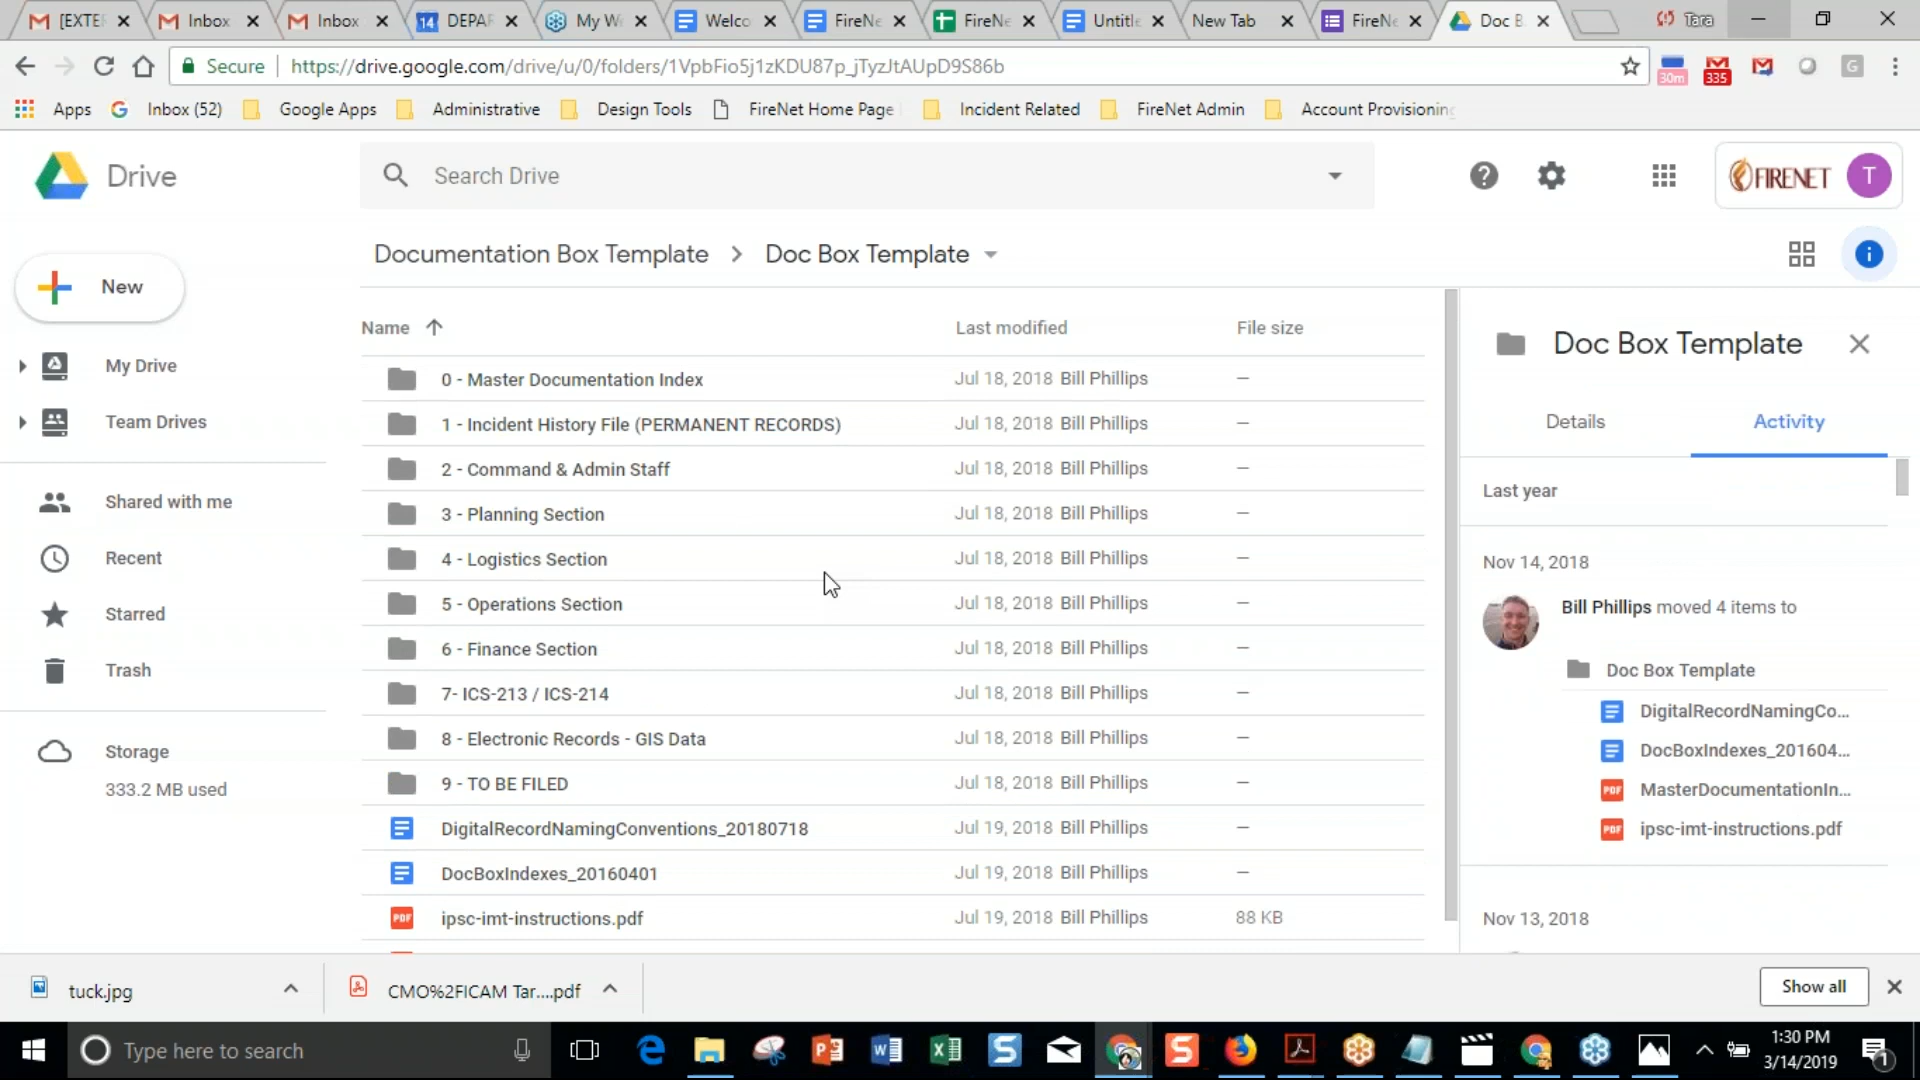 [EXTE
Inbox
Inbox
14
DEPAR
My W
Welco
FireNe
FireNe
Untitle
New Tab
FireNe
Doc B
Tara
Secure
https://drive.google.com/drive/u/0/folders/1VpbFio5j1zKDU87p_jTyzJtAUpD9S86b
30m
335
G
Apps
Inbox (52)
Google Apps
Administrative
Design Tools
FireNet Home Page
Incident Related
FireNet Admin
Account Provisioning
Drive
Search Drive
FIRENET
T
Documentation Box Template > Doc Box Template
New
My Drive
Team Drives
Shared with me
Recent
Starred
Trash
Storage
333.2 MB used
Name Last modified File size
0 - Master Documentation Index Jul 18, 2018 Bill Phillips —
1 - Incident History File (PERMANENT RECORDS) Jul 18, 2018 Bill Phillips —
2 - Command & Admin Staff Jul 18, 2018 Bill Phillips —
3 - Planning Section Jul 18, 2018 Bill Phillips —
4 - Logistics Section Jul 18, 2018 Bill Phillips —
5 - Operations Section Jul 18, 2018 Bill Phillips —
6 - Finance Section Jul 18, 2018 Bill Phillips —
7- ICS-213 / ICS-214 Jul 18, 2018 Bill Phillips —
8 - Electronic Records - GIS Data Jul 18, 2018 Bill Phillips —
9 - TO BE FILED Jul 18, 2018 Bill Phillips —
DigitalRecordNamingConventions_20180718 Jul 19, 2018 Bill Phillips —
DocBoxIndexes_20160401 Jul 19, 2018 Bill Phillips —
PDF ipsc-imt-instructions.pdf Jul 19, 2018 Bill Phillips 88 KB
Doc Box Template
Details Activity
Last year
Nov 14, 2018
Bill Phillips moved 4 items to
Doc Box Template
DigitalRecordNamingCo...
DocBoxIndexes_201604...
PDF MasterDocumentationIn...
PDF ipsc-imt-instructions.pdf
Nov 13, 2018
tuck.jpg
CMO%2FICAM Tar....pdf
Show all
Type here to search
1:30 PM
3/14/2019
1